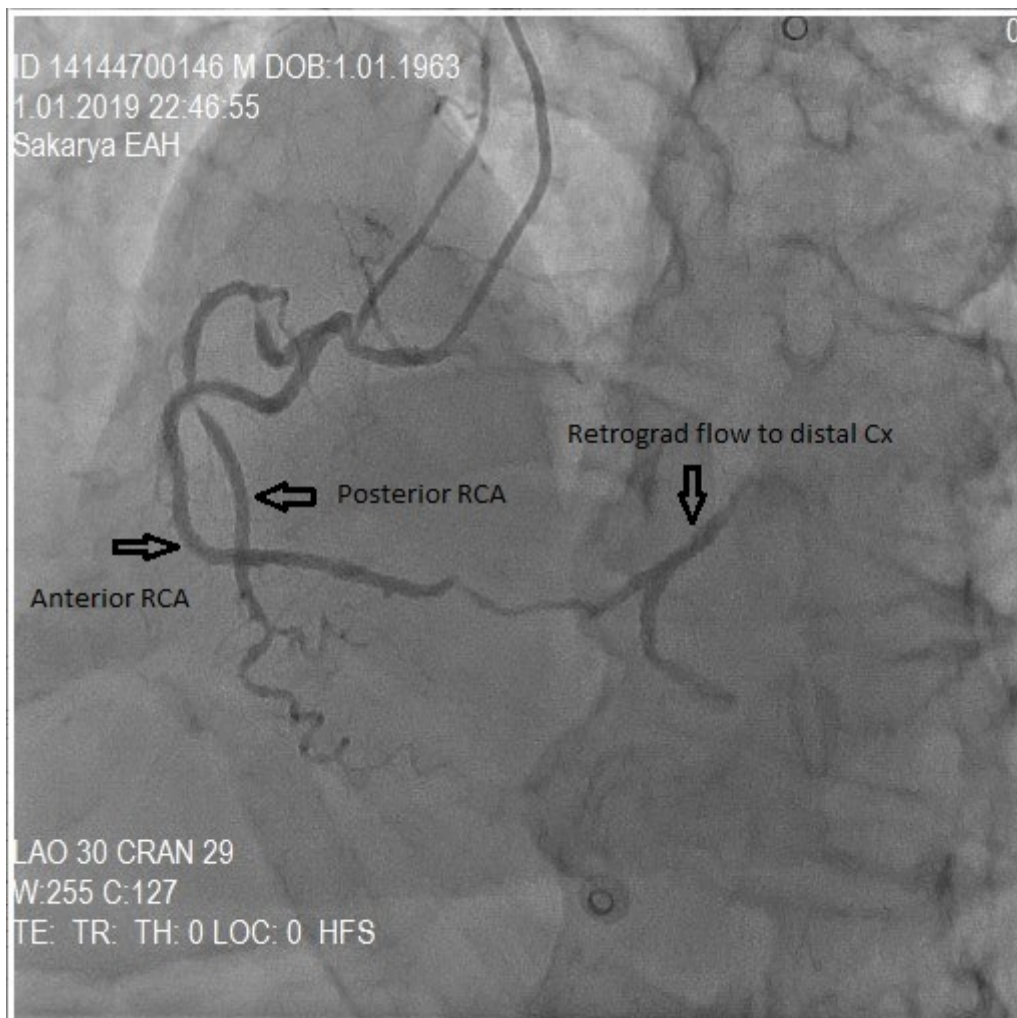 0
ID 14144700146 M DOB:1.01.1963
1.01.2019 22:46:55
Sakarya EAH
Retrograd flow to distal Cx
Posterior RCA
Anterior RCA
LAO 30 CRAN 29
W:255 C:127
TE: TR: TH: 0 LOC: 0 HFS